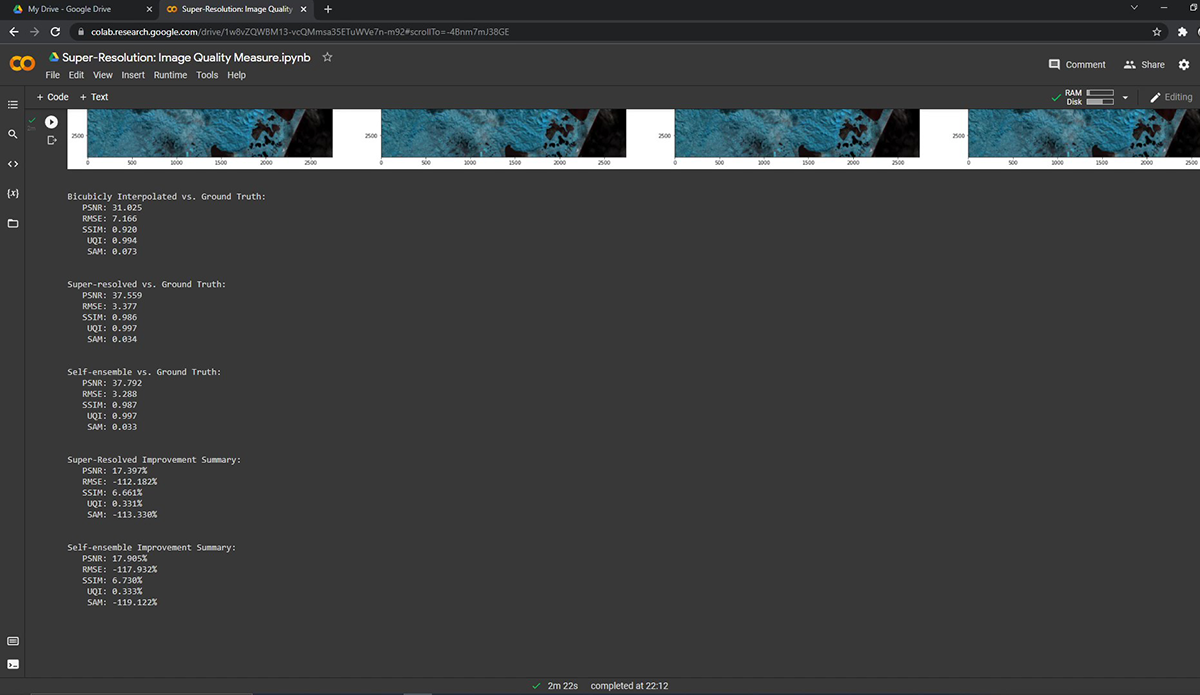 My Drive - Google Drive
Super-Resolution: Image Quality
colab.research.google.com/drive/1w8vZQWBM13-vcQMmsa35ETuWVe7n-m92#scrollTo=-4Bnm7mJ38GE
Super-Resolution: Image Quality Measure.ipynb
File Edit View Insert Runtime Tools Help
Comment Share
+ Code + Text
RAM
Disk
Editing
2m
2500 2500 2500 2500
0 500 1000 1500 2000 2500 0 500 1000 1500 2000 2500 0 500 1000 1500 2000 2500 0 500 1000 1500 2000 2500
Bicubicly Interpolated vs. Ground Truth:
PSNR: 31.025
RMSE: 7.166
SSIM: 0.920
UQI: 0.994
SAM: 0.073
Super-resolved vs. Ground Truth:
PSNR: 37.559
RMSE: 3.377
SSIM: 0.986
UQI: 0.997
SAM: 0.034
Self-ensemble vs. Ground Truth:
PSNR: 37.792
RMSE: 3.288
SSIM: 0.987
UQI: 0.997
SAM: 0.033
Super-Resolved Improvement Summary:
PSNR: 17.397%
RMSE: -112.182%
SSIM: 6.661%
UQI: 0.331%
SAM: -113.330%
Self-ensemble Improvement Summary:
PSNR: 17.905%
RMSE: -117.932%
SSIM: 6.730%
UQI: 0.333%
SAM: -119.122%
2m 22s completed at 22:12